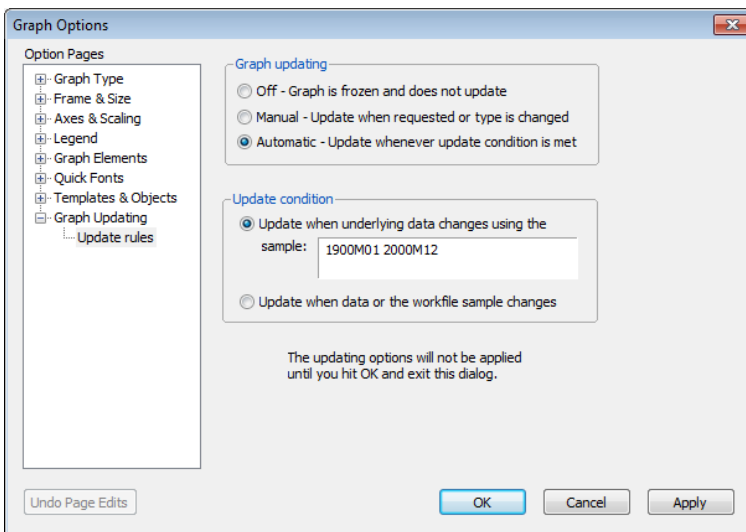 Graph Options
Option Pages
Graph Type
Frame & Size
Axes & Scaling
Legend
Graph Elements
Quick Fonts
Templates & Objects
Graph Updating
Update rules
Graph updating
Off - Graph is frozen and does not update
Manual - Update when requested or type is changed
Automatic - Update whenever update condition is met
Update condition
Update when underlying data changes using the
sample: 1900M01 2000M12
Update when data or the workfile sample changes
The updating options will not be applied
until you hit OK and exit this dialog.
Undo Page Edits OK Cancel Apply